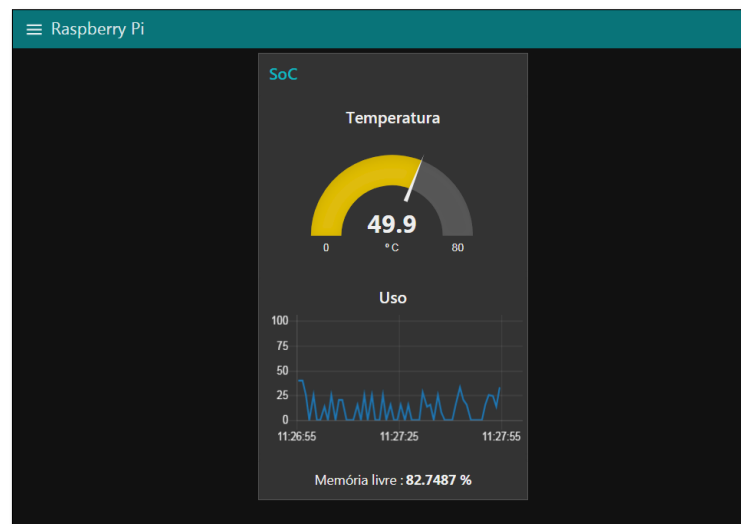 Raspberry Pi
SoC
Temperatura
49.9
0 °C 80
Uso
100
75
50
25
0
11:26:55 11:27:25 11:27:55
Memória livre : 82.7487 %